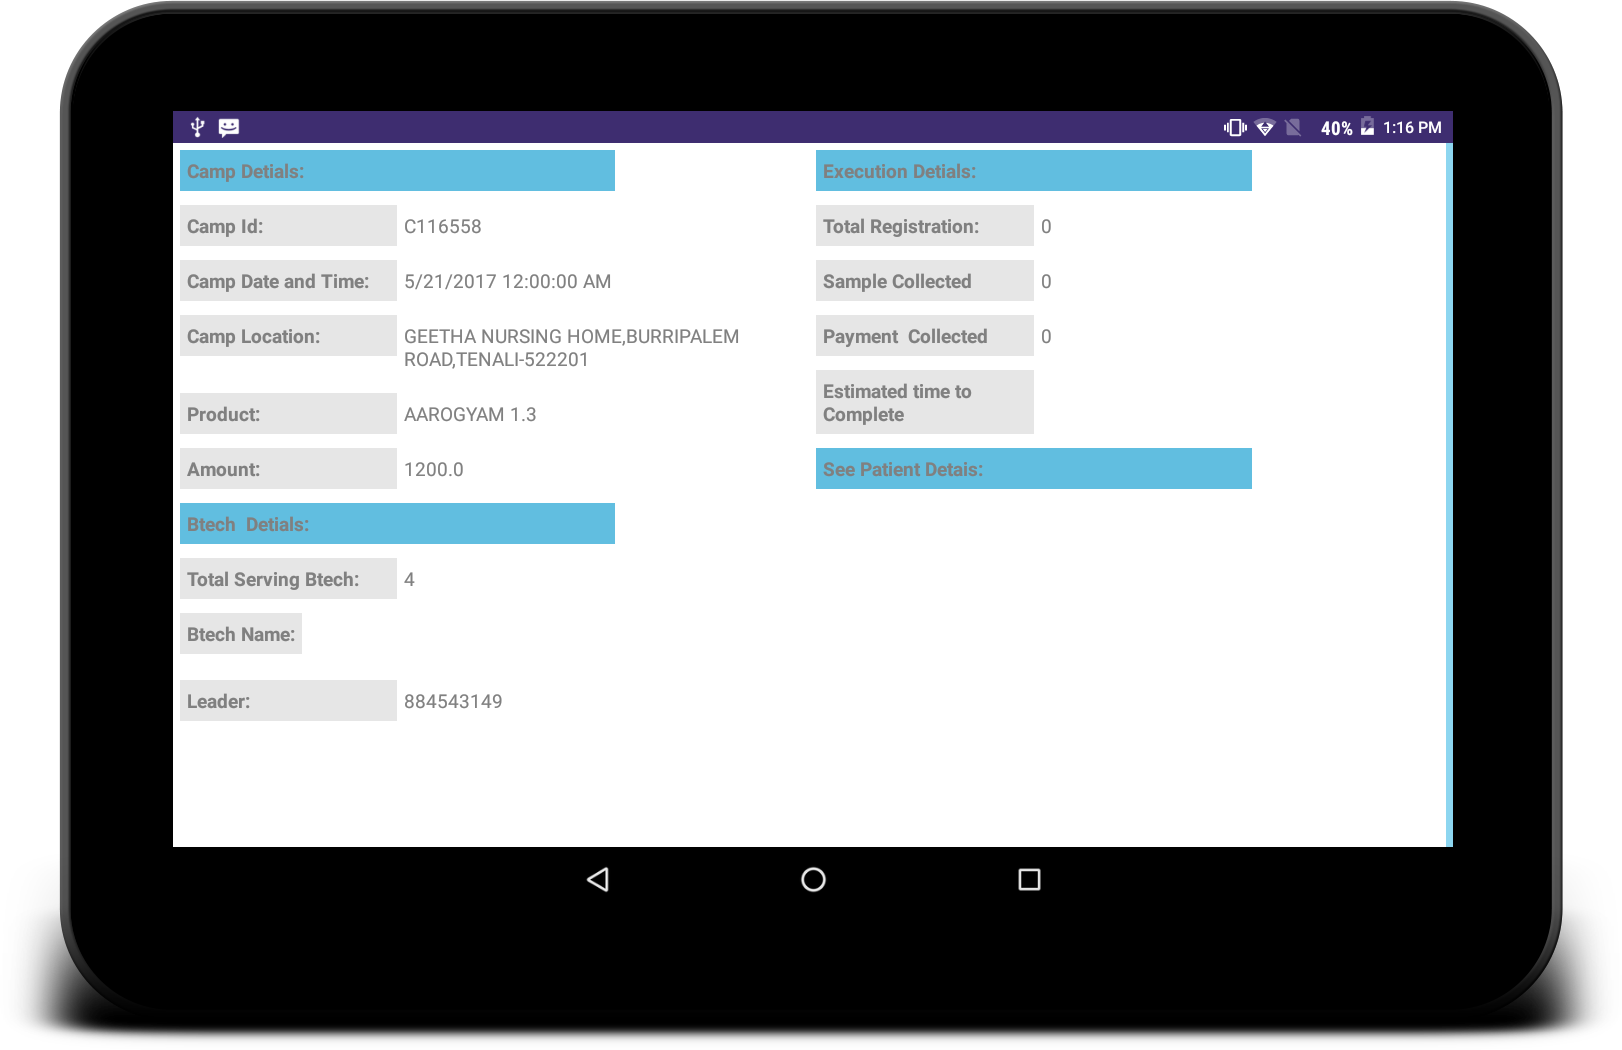 40% 1:16 PM
Camp Detials:
Camp Id: C116558
Camp Date and Time: 5/21/2017 12:00:00 AM
Camp Location: GEETHA NURSING HOME,BURRIPALEM
ROAD,TENALI-522201
Product: AAROGYAM 1.3
Amount: 1200.0
Btech  Detials:
Total Serving Btech: 4
Btech Name:
Leader: 884543149
Execution Detials:
Total Registration: 0
Sample Collected 0
Payment  Collected 0
Estimated time to
Complete
See Patient Detais: